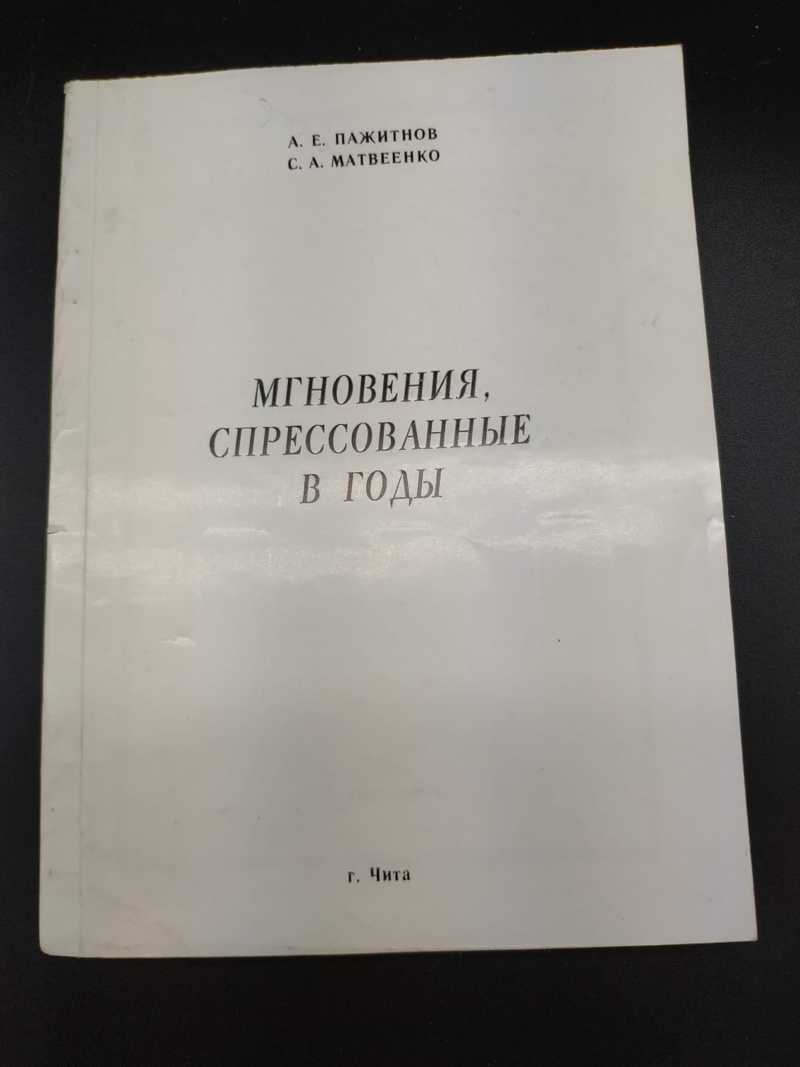 А. Е. ПАЖИТНОВ
С. А. МАТВЕЕНКО
МГНОВЕНИЯ,
СПРЕССОВАННЫЕ
В ГОДЫ
г. Чита